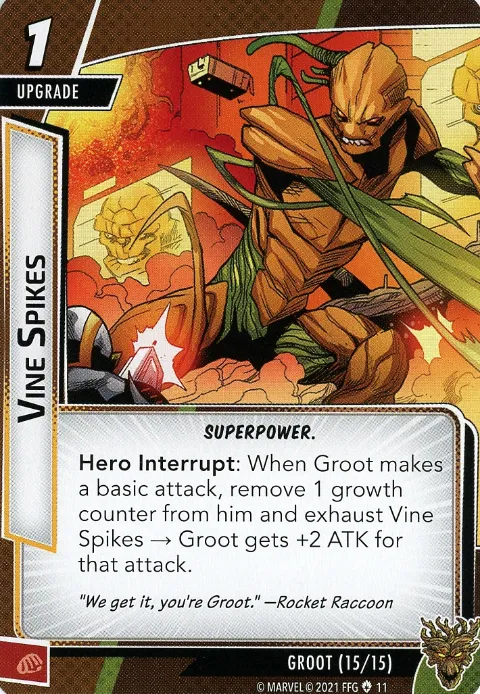 1
UPGRADE
VINE SPIKES
SUPERPOWER.
Hero Interrupt: When Groot makes
a basic attack, remove 1 growth
counter from him and exhaust Vine
Spikes → Groot gets +2 ATK for
that attack.
"We get it, you're Groot." —Rocket Raccoon
GROOT (15/15)
© MARVEL © 2021 FFG 11